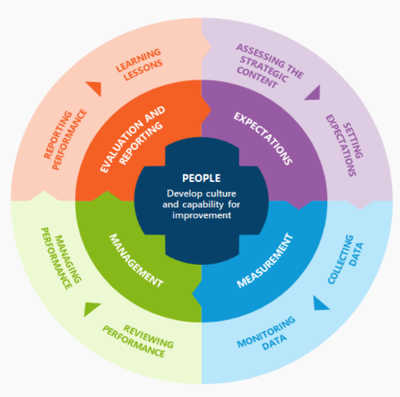 PEOPLE
Develop culture
and capability for
improvement
EXPECTATIONS
ASSESSING THE
STRATEGIC
CONTENT
SETTING
EXPECTATIONS
MEASUREMENT
COLLECTING
DATA
MONITORING
DATA
MANAGEMENT
REVIEWING
PERFORMANCE
MANAGING
PERFORMANCE
EVALUATION AND
REPORTING
REPORTING
PERFORMANCE
LEARNING
LESSONS